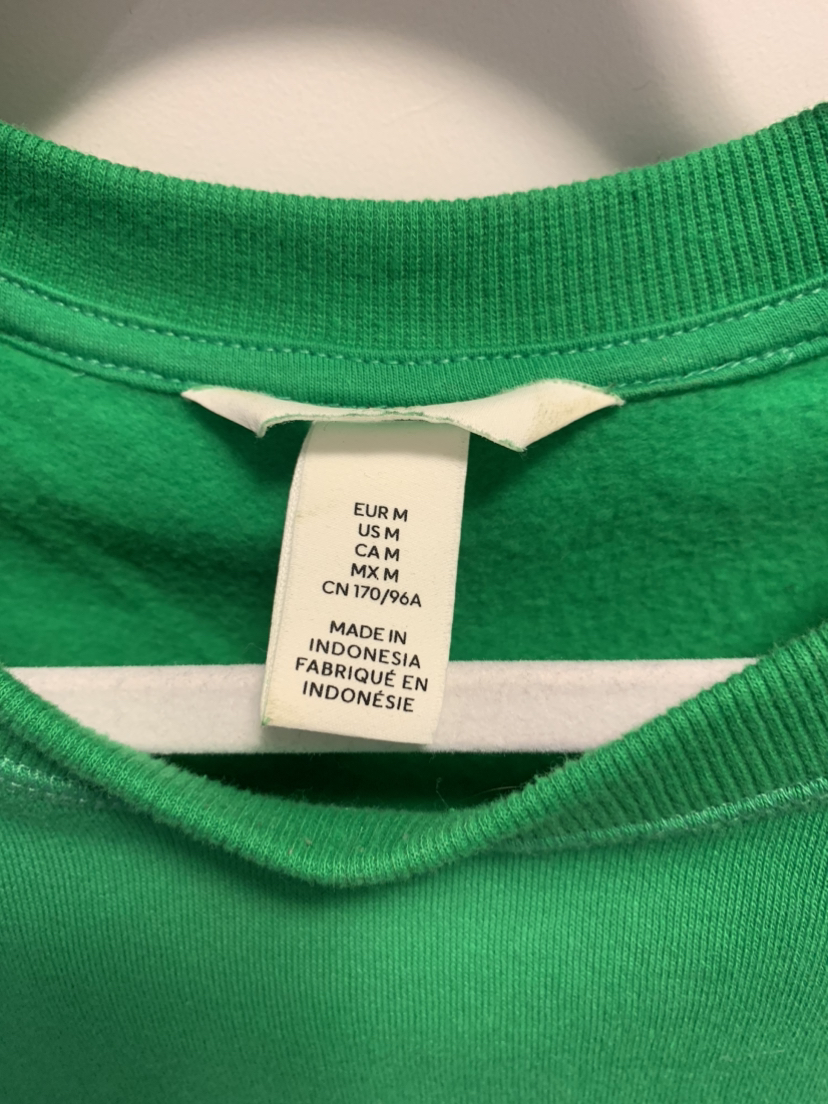 EUR M
US M
CA M
MX M
CN 170/96A
MADE IN
INDONESIA
FABRIQUÉ EN
INDONÉSIE